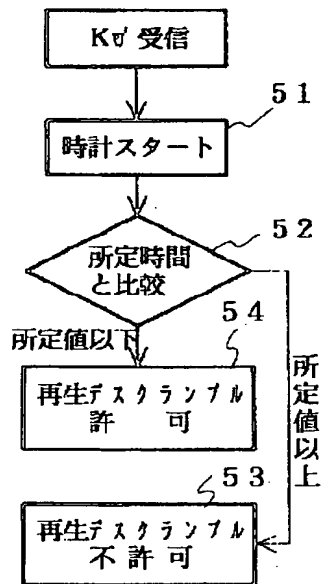 受信
51
時計スタート
52
所定時間
と比較
所定値以下
54
再生デスクランブル
許可
所定値以上
53
再生デスクランブル
不許可